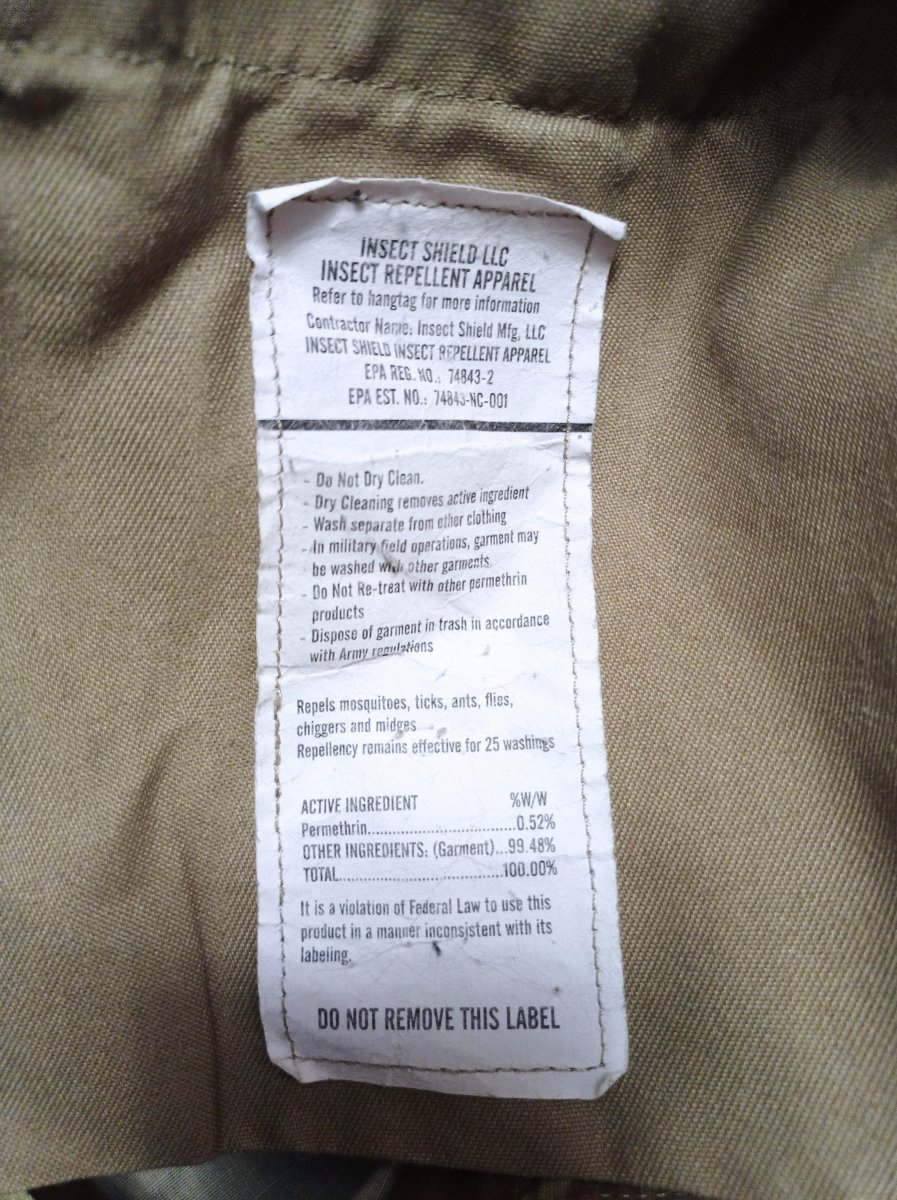 INSECT SHIELD LLC
INSECT REPELLENT APPAREL
Refer to hangtag for more information
Contractor Name: Insect Shield Mfg, LLC
INSECT SHIELD INSECT REPELLENT APPAREL
EPA REG. NO.: 74843-2
EPA EST. NO.: 74843-NC-001
- Do Not Dry Clean.
- Dry Cleaning removes active ingredient
- Wash separate from other clothing
- In military field operations, garment may
be washed with other garments
- Do Not Re-treat with other permethrin
products
- Dispose of garment in trash in accordance
with Army regulations
Repels mosquitoes, ticks, ants, flies,
chiggers and midges
Repellency remains effective for 25 washings
ACTIVE INGREDIENT %W/W
Permethrin...................................0.52%
OTHER INGREDIENTS: (Garment)...99.48%
TOTAL.......................................100.00%
It is a violation of Federal Law to use this
product in a manner inconsistent with its
labeling.
DO NOT REMOVE THIS LABEL